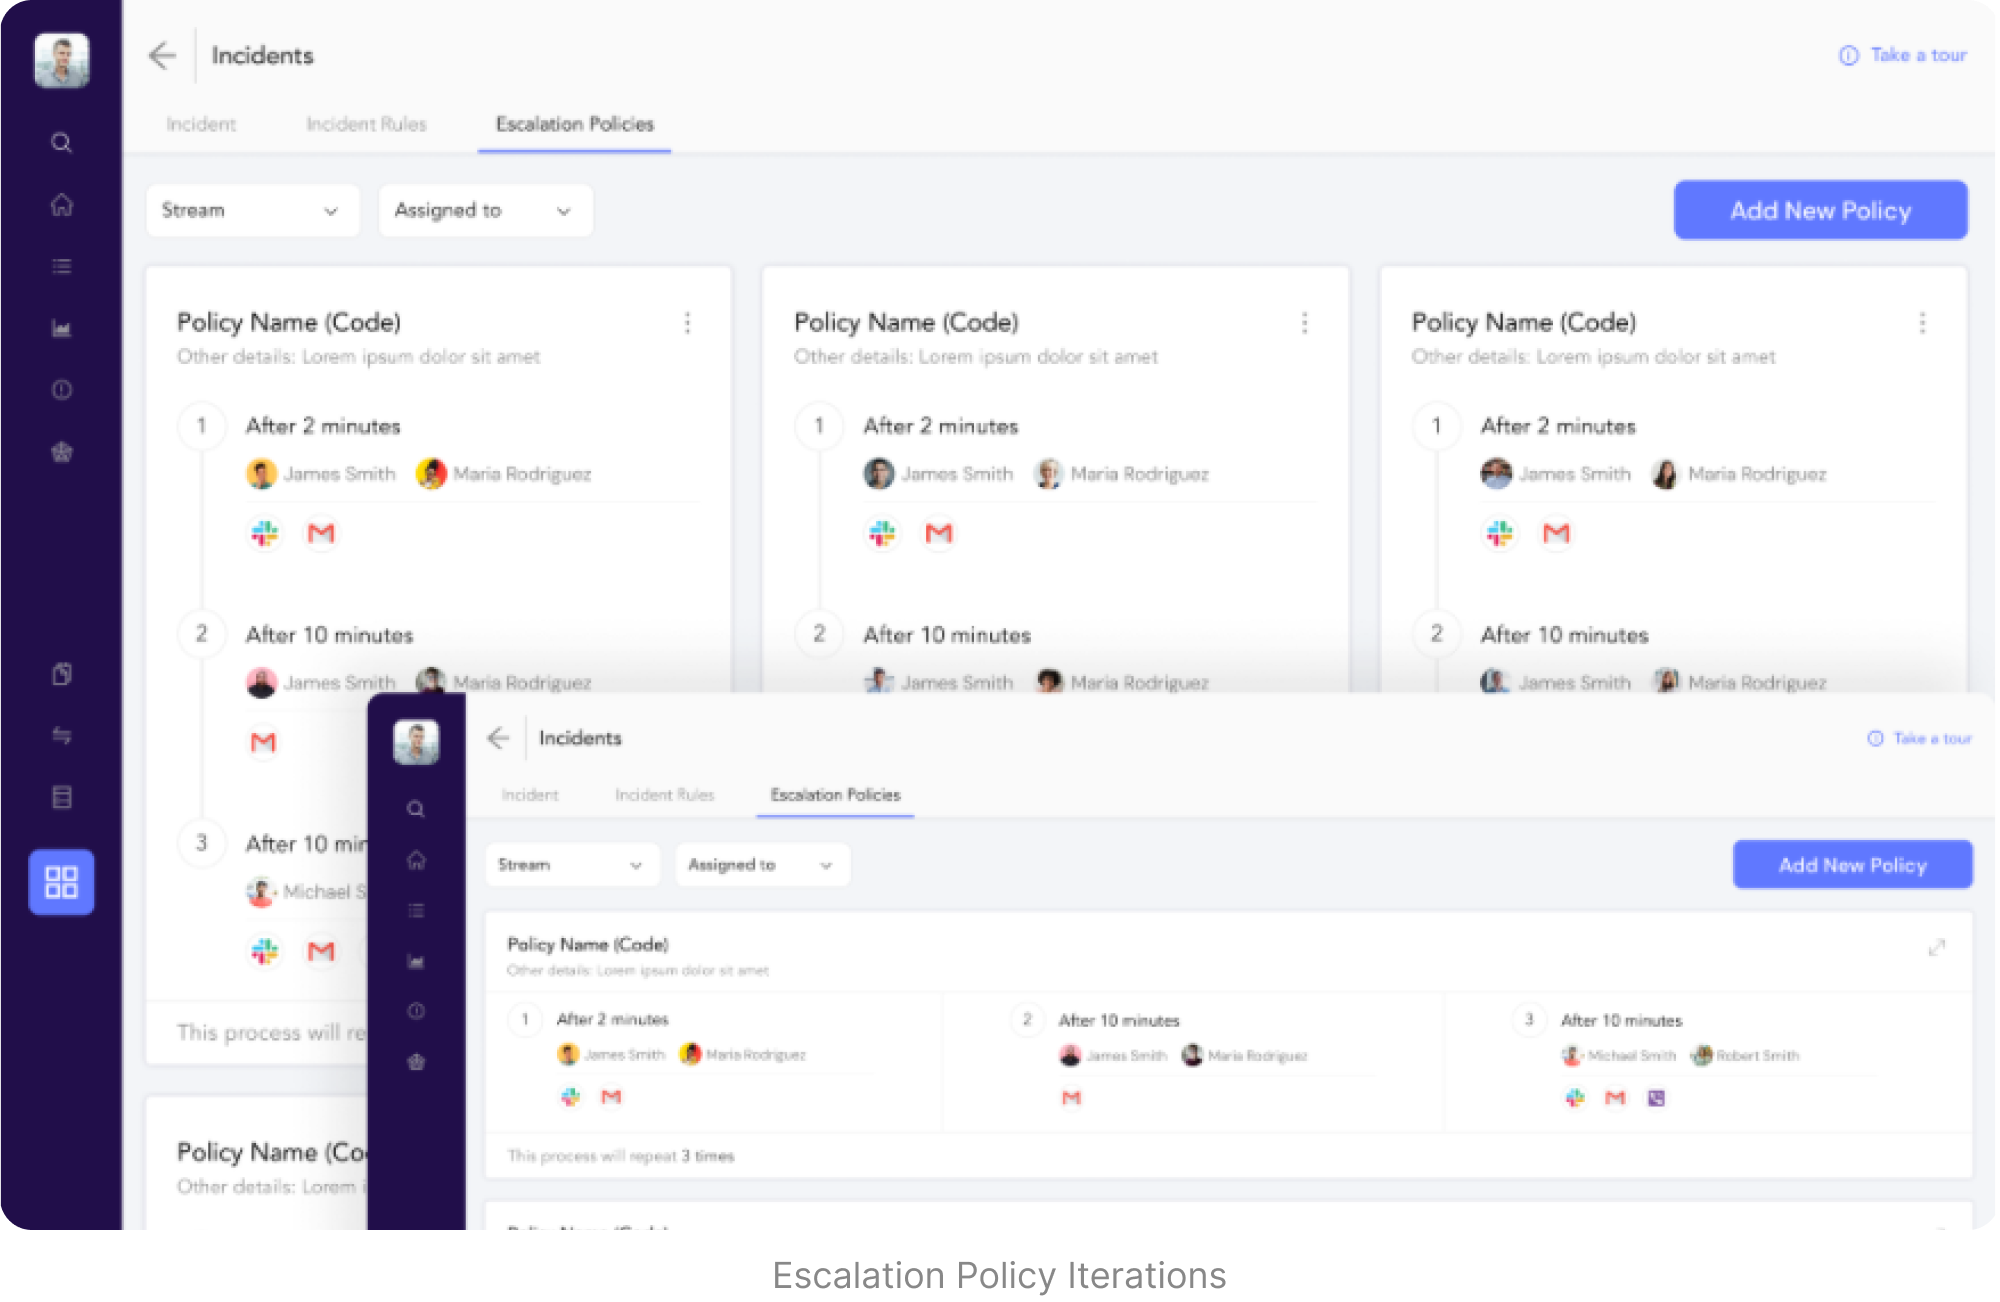 Incidents
Take a tour
Incident
Incident Rules
Escalation Policies
Stream
Assigned to
Add New Policy
Policy Name (Code)
Other details: Lorem ipsum dolor sit amet
1
After 2 minutes
James Smith
Maria Rodriguez
2
After 10 minutes
James Smith
Maria Rodriguez
3
After 10 min
Michael S
This process will re
Policy Name (Co
Other details: Lorem i
Policy Name (Code)
Other details: Lorem ipsum dolor sit amet
1
After 2 minutes
James Smith
Maria Rodriguez
2
After 10 minutes
James Smith
Maria Rodriguez
Policy Name (Code)
Other details: Lorem ipsum dolor sit amet
1
After 2 minutes
James Smith
Maria Rodriguez
2
After 10 minutes
James Smith
Maria Rodriguez
Incidents
Take a tour
Incident
Incident Rules
Escalation Policies
Stream
Assigned to
Add New Policy
Policy Name (Code)
Other details: Lorem ipsum dolor sit amet
1
After 2 minutes
James Smith
Maria Rodriguez
2
After 10 minutes
James Smith
Maria Rodriguez
3
After 10 minutes
Michael Smith
Robert Smith
This process will repeat 3 times
Escalation Policy Iterations